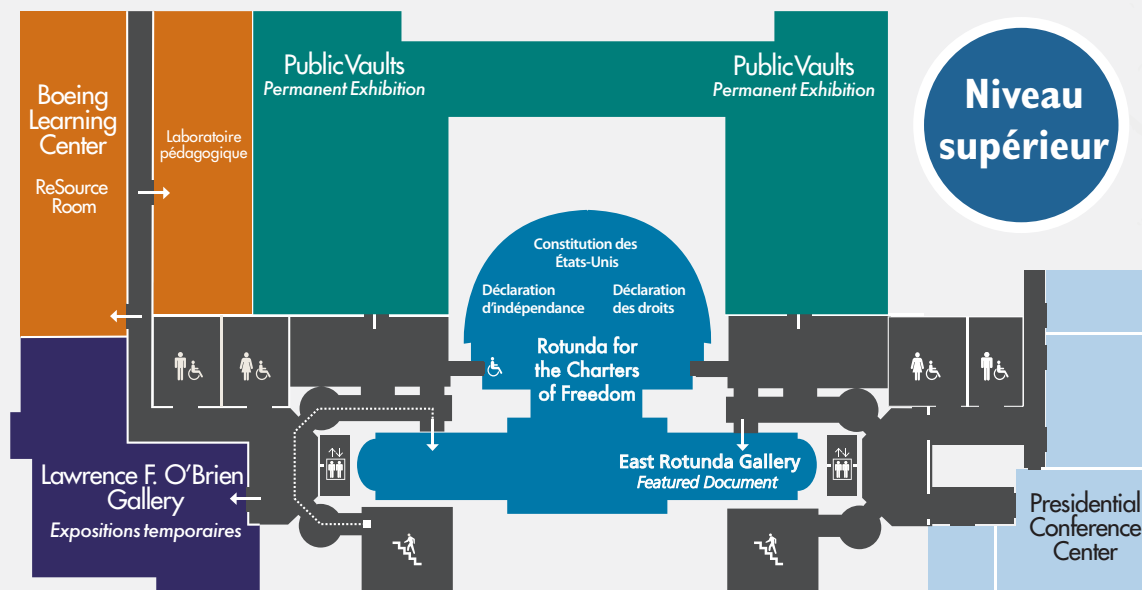 Boeing
Learning
Center
ReSource
Room
Laboratoire
pédagogique
Public Vaults
Permanent Exhibition
Public Vaults
Permanent Exhibition
Niveau
supérieur
Constitution des
États-Unis
Déclaration
d'indépendance
Déclaration
des droits
Rotunda for
the Charters
of Freedom
East Rotunda Gallery
Featured Document
Lawrence F. O'Brien
Gallery
Expositions temporaires
Presidential
Conference
Center